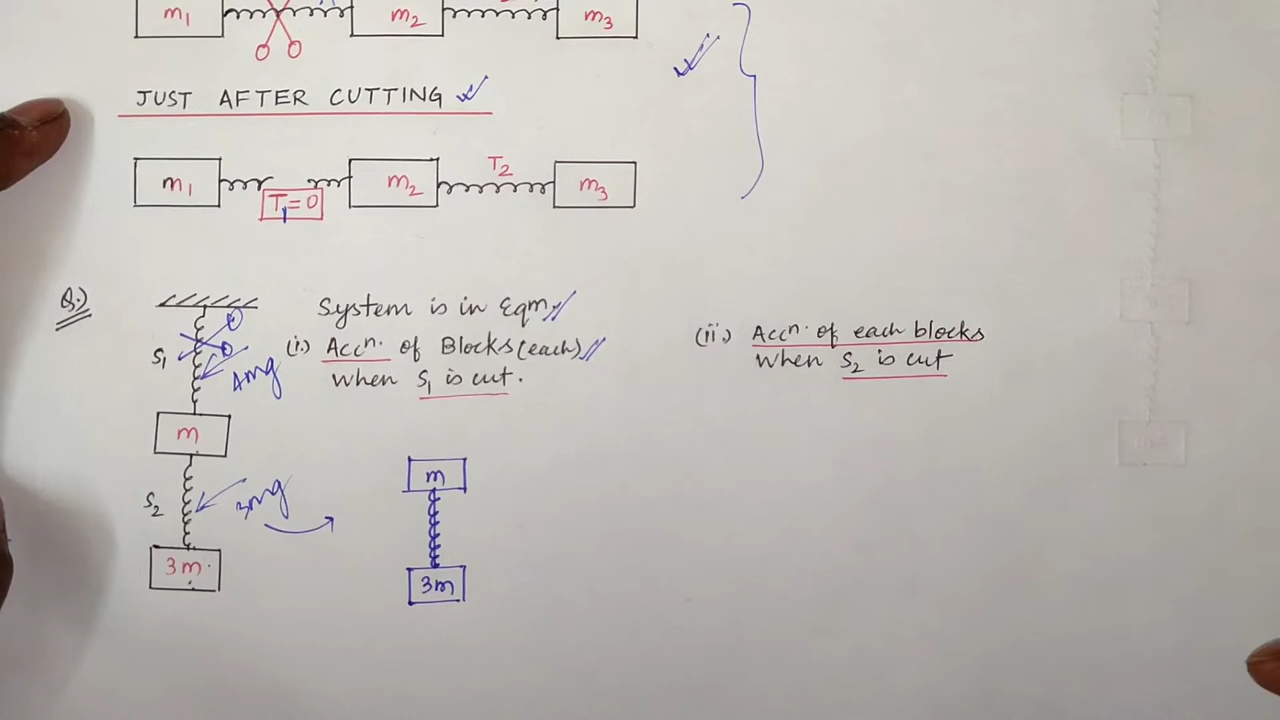 m1 m2 m3
JUST AFTER CUTTING
m1 m2 T2 m3
T1=0
Q.)
System is in Eqm
S1 (i.) Accn. of Blocks(each)
when S1 is cut.
4mg
m
S2 3mg
3m
m
3m
(ii.) Accn. of each blocks
when S2 is cut